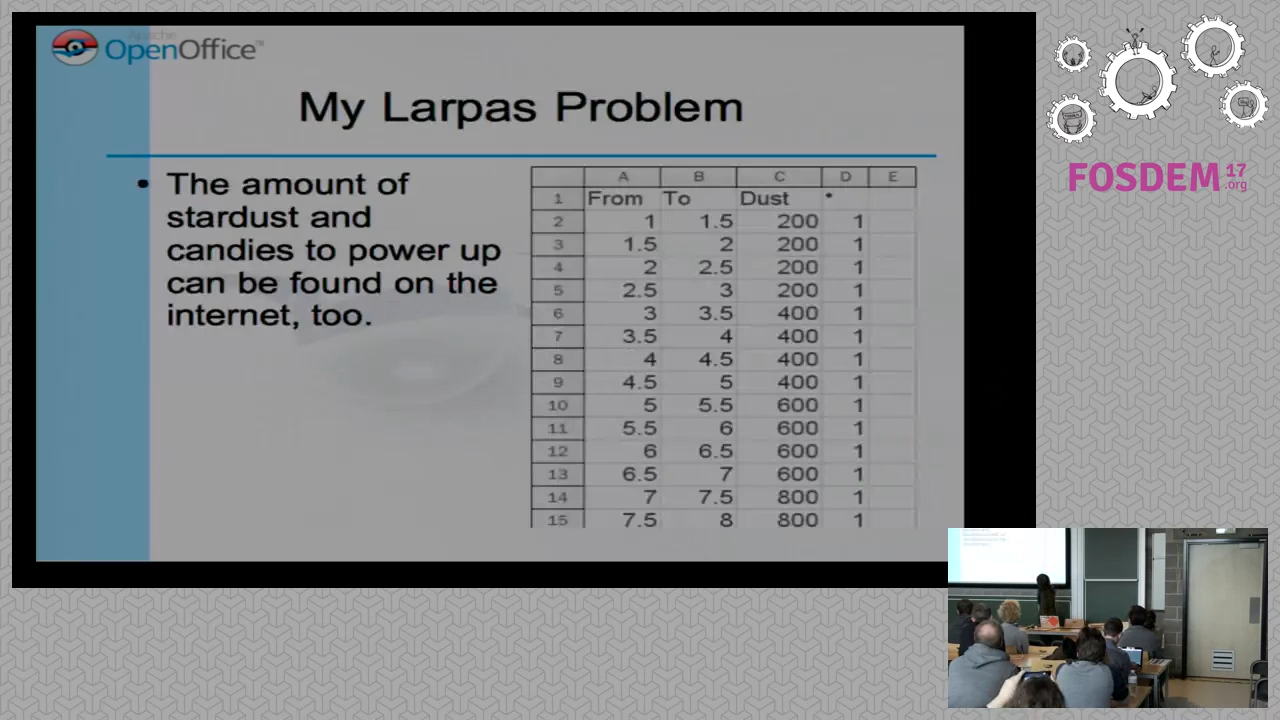 Apache
OpenOffice™
My Larpas Problem
• The amount of
stardust and
candies to power up
can be found on the
internet, too.
A B C D E
1 From To Dust *
2 1 1.5 200 1
3 1.5 2 200 1
4 2 2.5 200 1
5 2.5 3 200 1
6 3 3.5 400 1
7 3.5 4 400 1
8 4 4.5 400 1
9 4.5 5 400 1
10 5 5.5 600 1
11 5.5 6 600 1
12 6 6.5 600 1
13 6.5 7 600 1
14 7 7.5 800 1
15 7.5 8 800 1
FOSDEM 17
.org